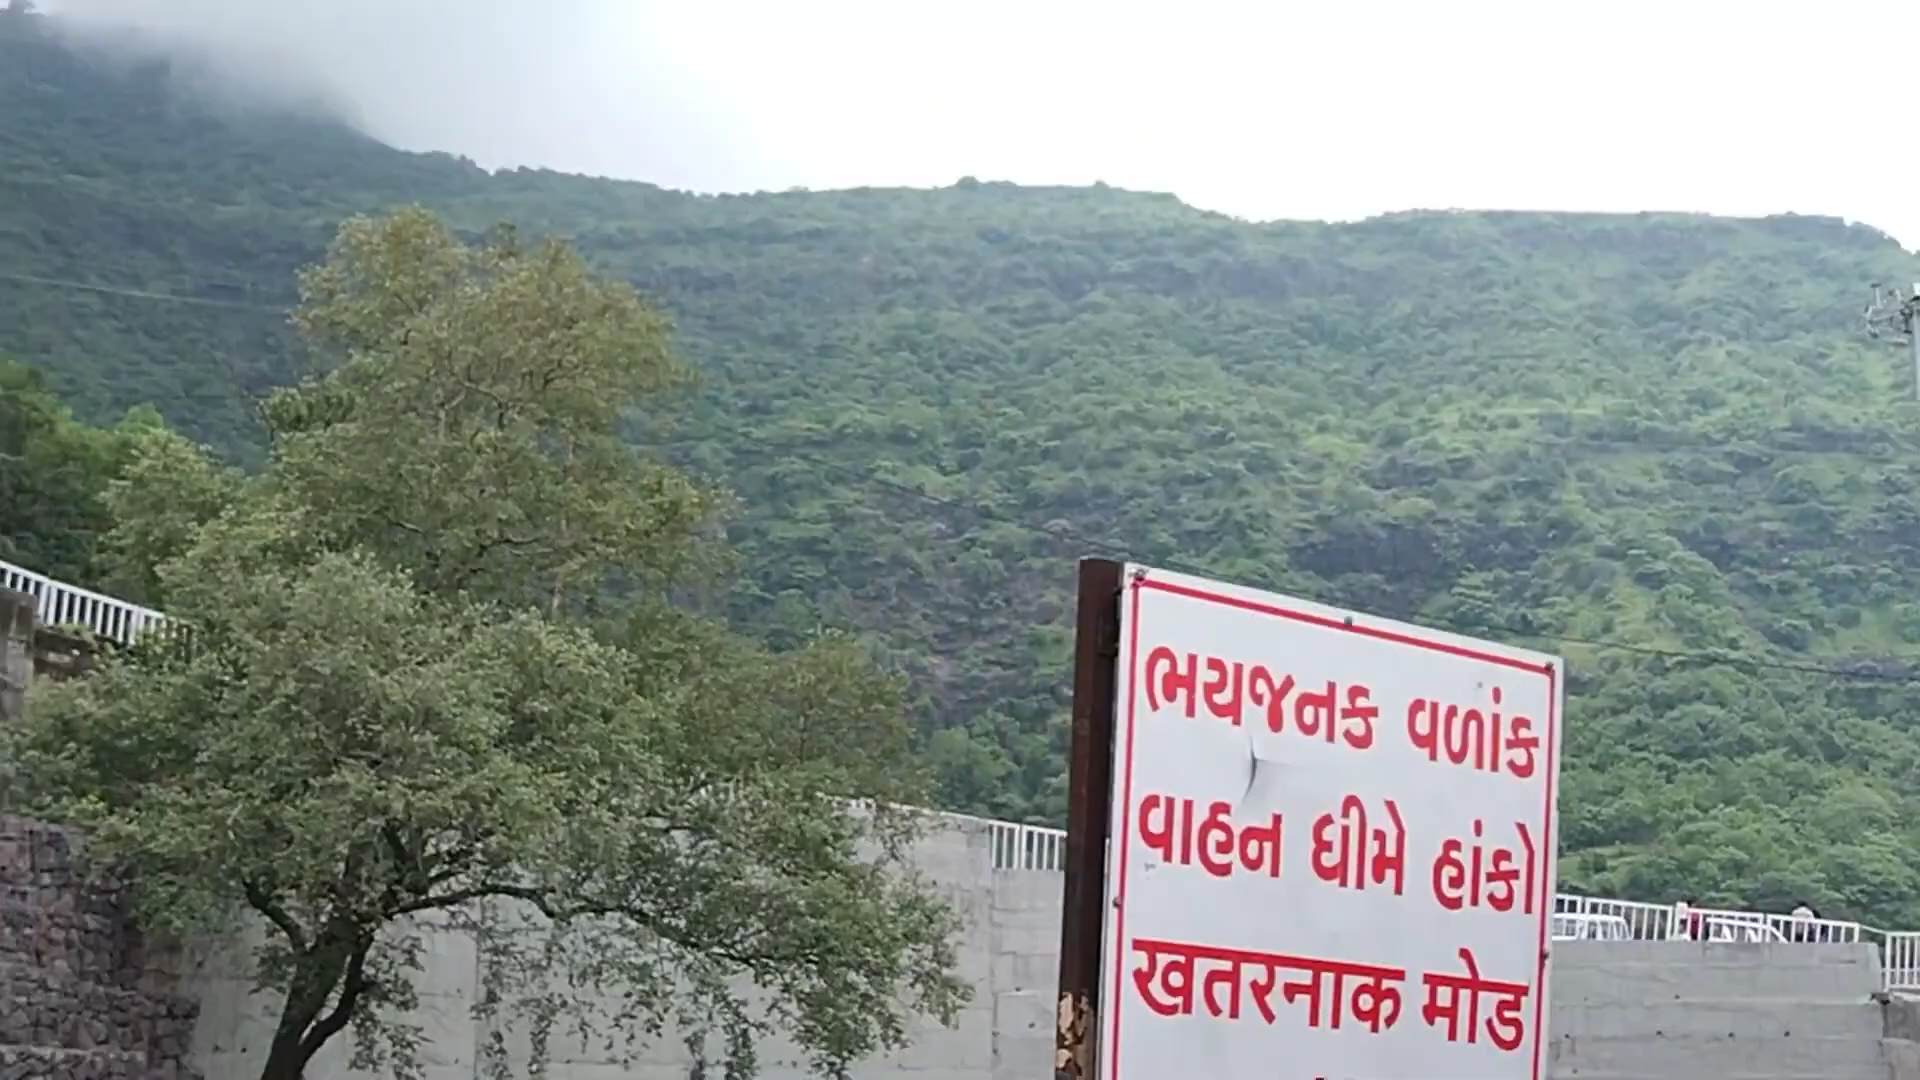 ભયજનક વળાંક
વાહન ધીમે હાંકો
खतरनाक मोड